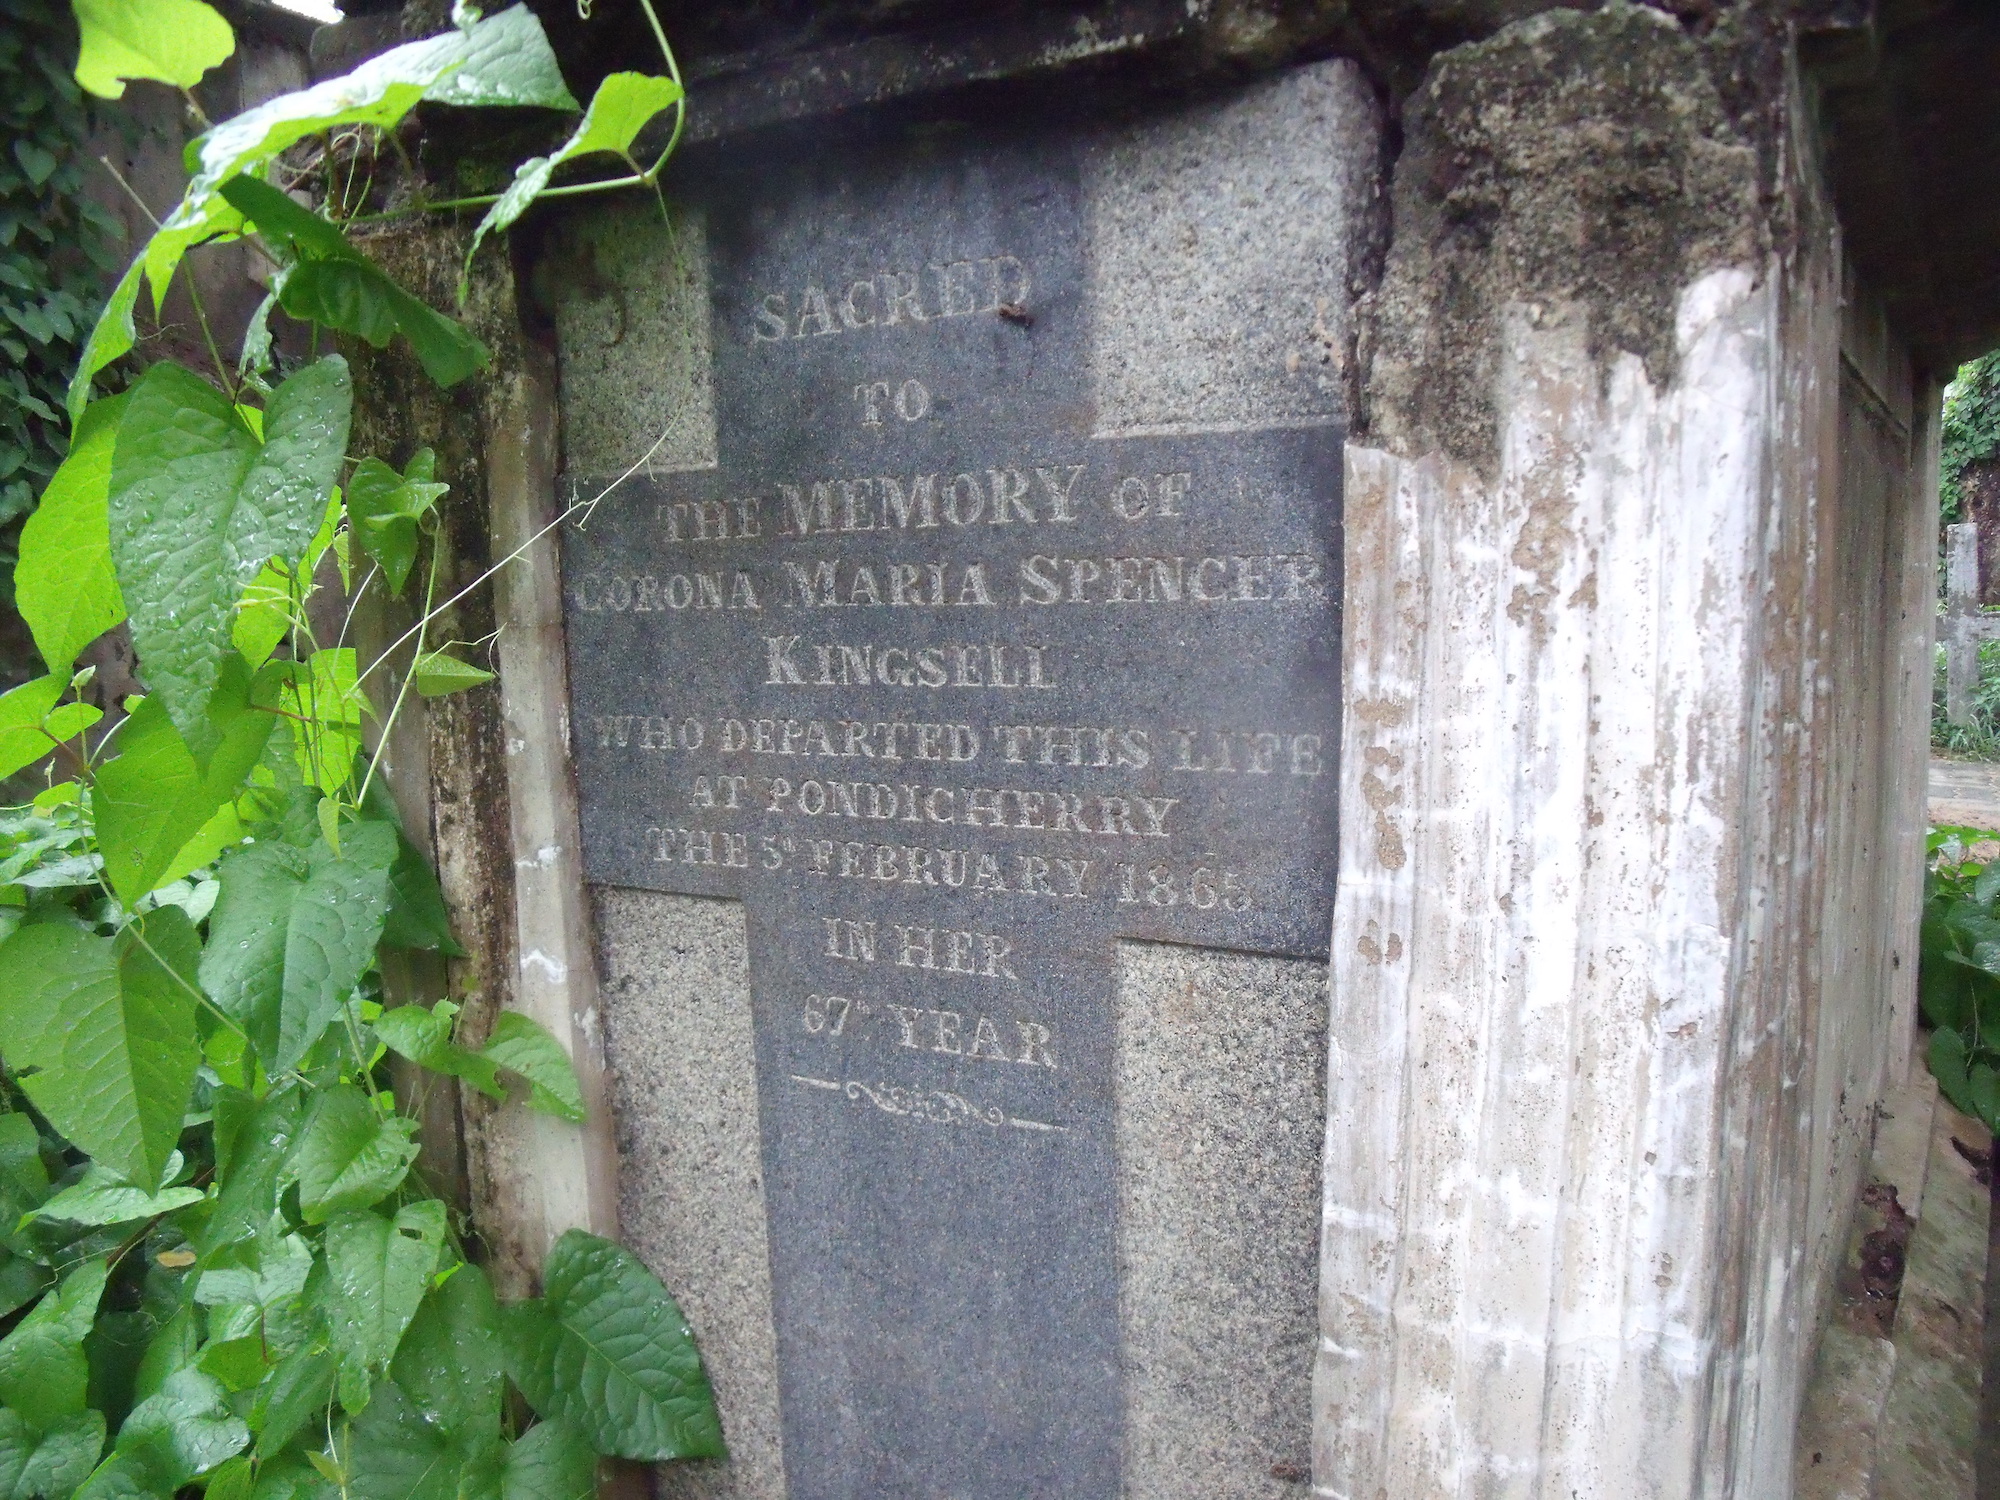 SACRED
TO
THE MEMORY OF
CORONA MARIA SPENCER
KINGSELL
WHO DEPARTED THIS LIFE
AT PONDICHERRY
THE 5th FEBRUARY 1865
IN HER
67th YEAR